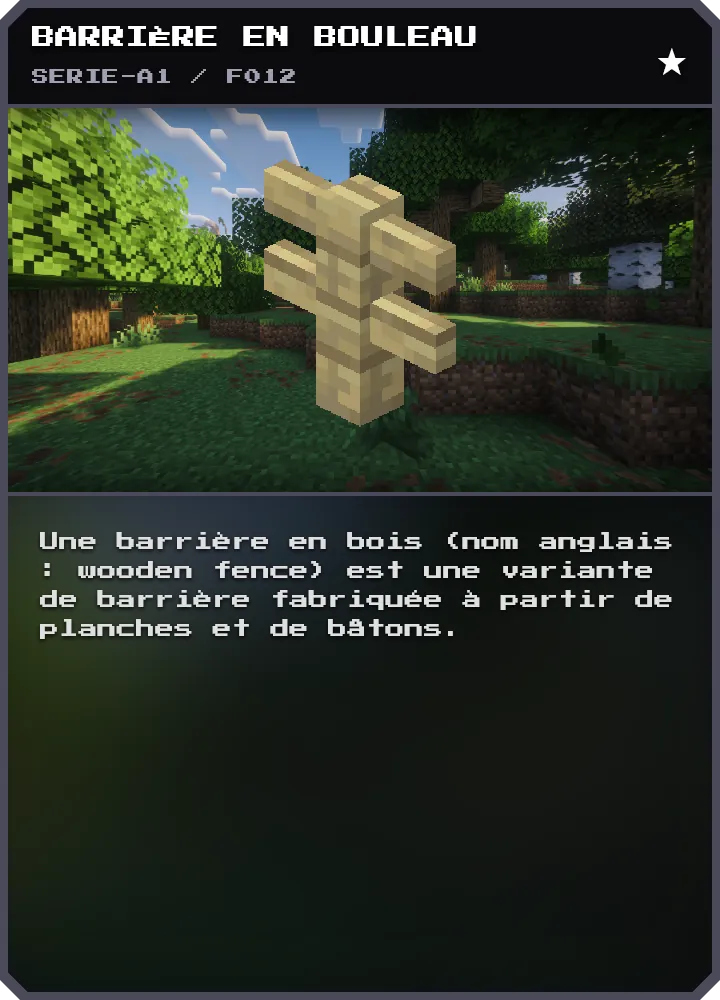 BARRIèRE EN BOULEAU
SERIE-A1 / F012
Une barrière en bois (nom anglais
: wooden fence) est une variante
de barrière fabriquée à partir de
planches et de bâtons.